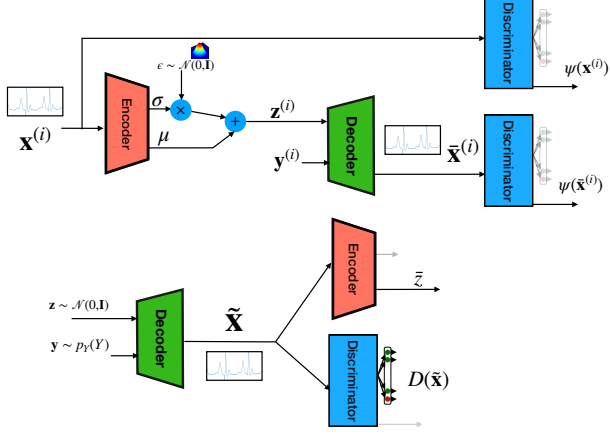 Discriminator
ψ(x⁽ⁱ⁾)
ϵ ∼ 𝒩(0,I)
x⁽ⁱ⁾
Encoder
σ
×
μ
+
z⁽ⁱ⁾
y⁽ⁱ⁾
Decoder
x̄⁽ⁱ⁾
Discriminator
ψ(x̄⁽ⁱ⁾)
z ∼ 𝒩(0,I)
y ∼ p_Y(Y)
Decoder
x̃
Encoder
z̄
Discriminator
D(x̃)